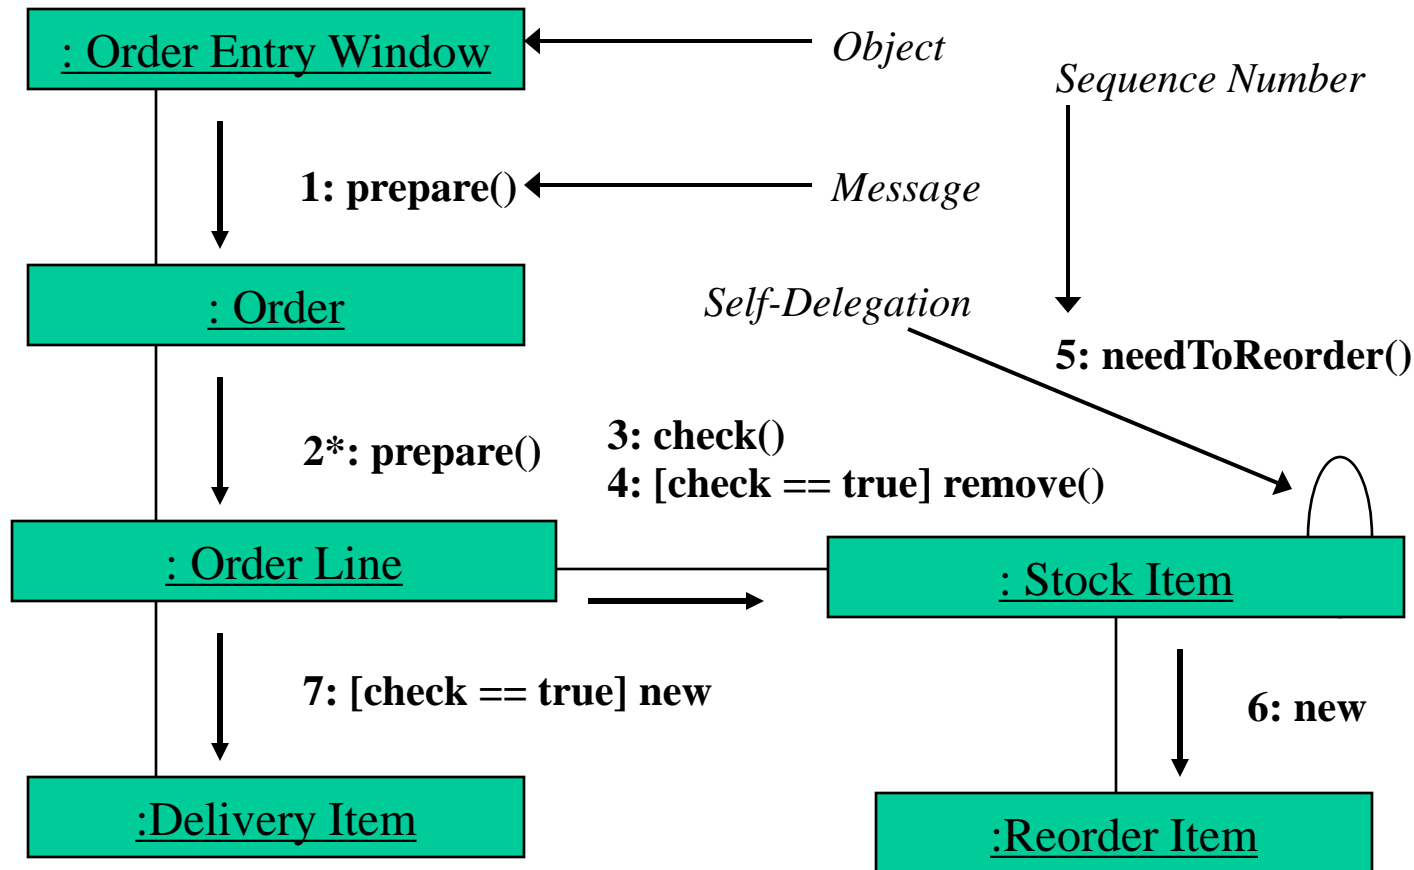 : Order Entry Window
Object
Sequence Number
1: prepare()
Message
: Order
Self-Delegation
5: needToReorder()
2*: prepare()
3: check()
4: [check == true] remove()
: Order Line
: Stock Item
7: [check == true] new
6: new
:Delivery Item
:Reorder Item